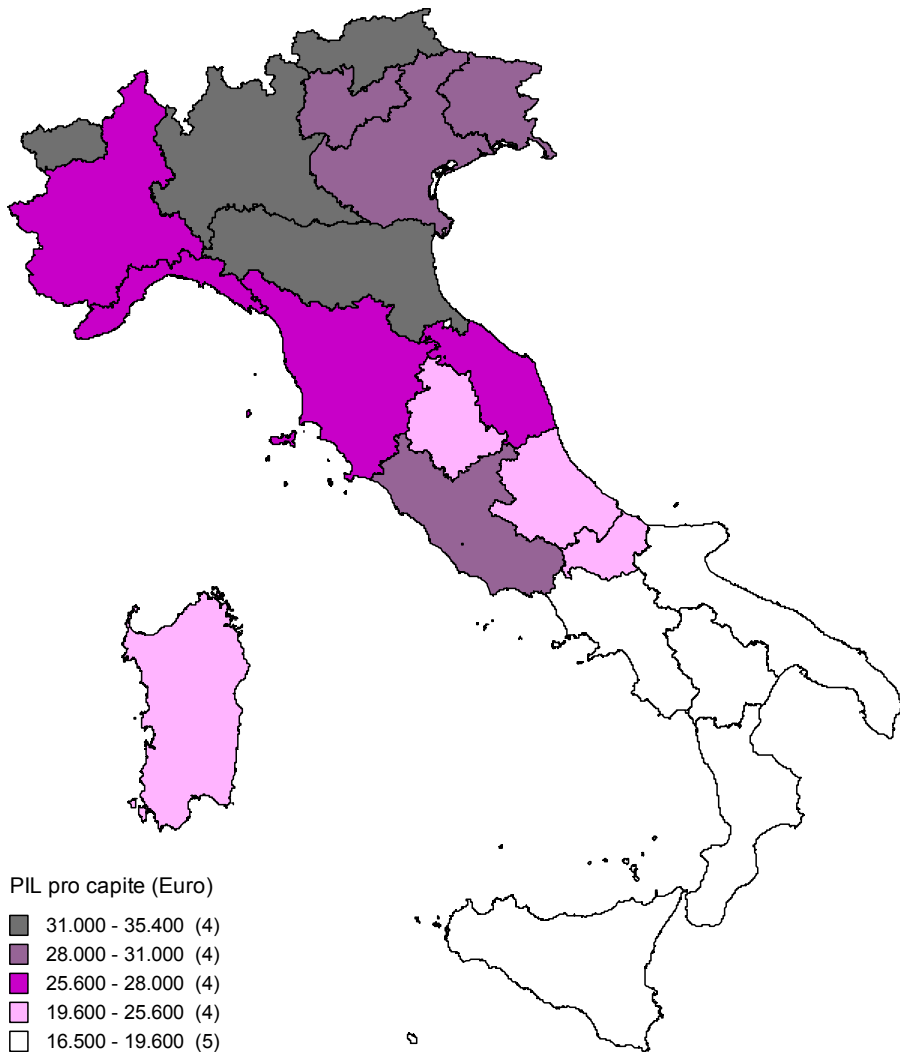 PIL pro capite (Euro)
31.000 - 35.400 (4)
28.000 - 31.000 (4)
25.600 - 28.000 (4)
19.600 - 25.600 (4)
16.500 - 19.600 (5)